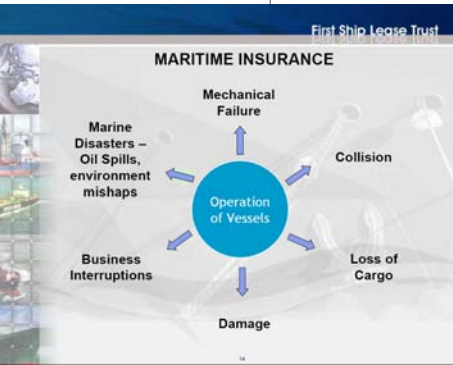 First Ship Lease Trust
MARITIME INSURANCE
Mechanical
Failure
Marine
Disasters –
Oil Spills,
environment
mishaps
Collision
Operation
of Vessels
Business
Interruptions
Loss of
Cargo
Damage